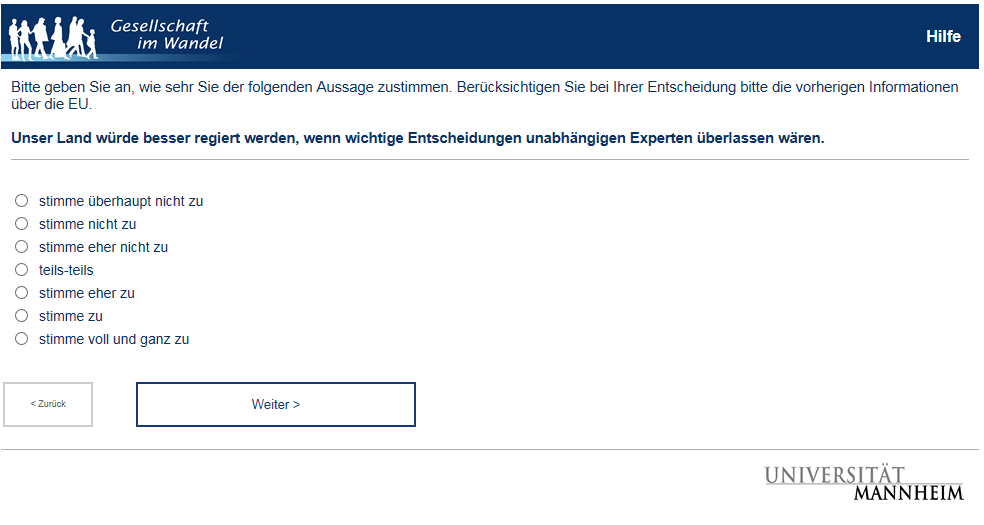 Gesellschaft
im Wandel
Hilfe
Bitte geben Sie an, wie sehr Sie der folgenden Aussage zustimmen. Berücksichtigen Sie bei Ihrer Entscheidung bitte die vorherigen Informationen
über die EU.
Unser Land würde besser regiert werden, wenn wichtige Entscheidungen unabhängigen Experten überlassen wären.
stimme überhaupt nicht zu
stimme nicht zu
stimme eher nicht zu
teils-teils
stimme eher zu
stimme zu
stimme voll und ganz zu
< Zurück
Weiter >
UNIVERSITÄT
MANNHEIM